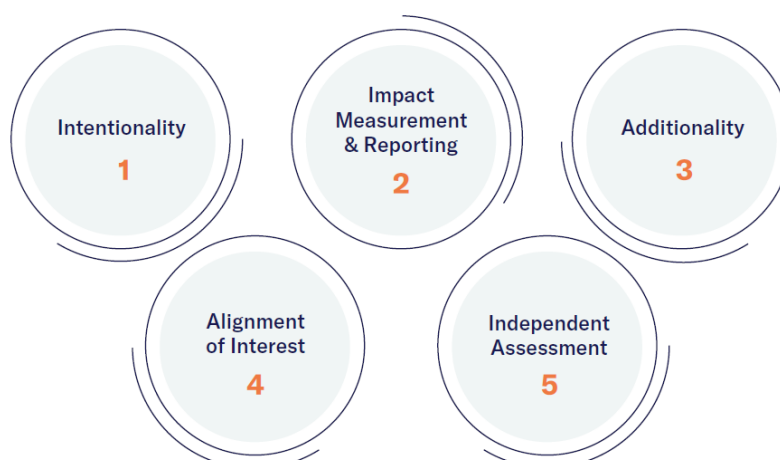 Intentionality
1
Impact
Measurement
& Reporting
2
Additionality
3
Alignment
of Interest
4
Independent
Assessment
5